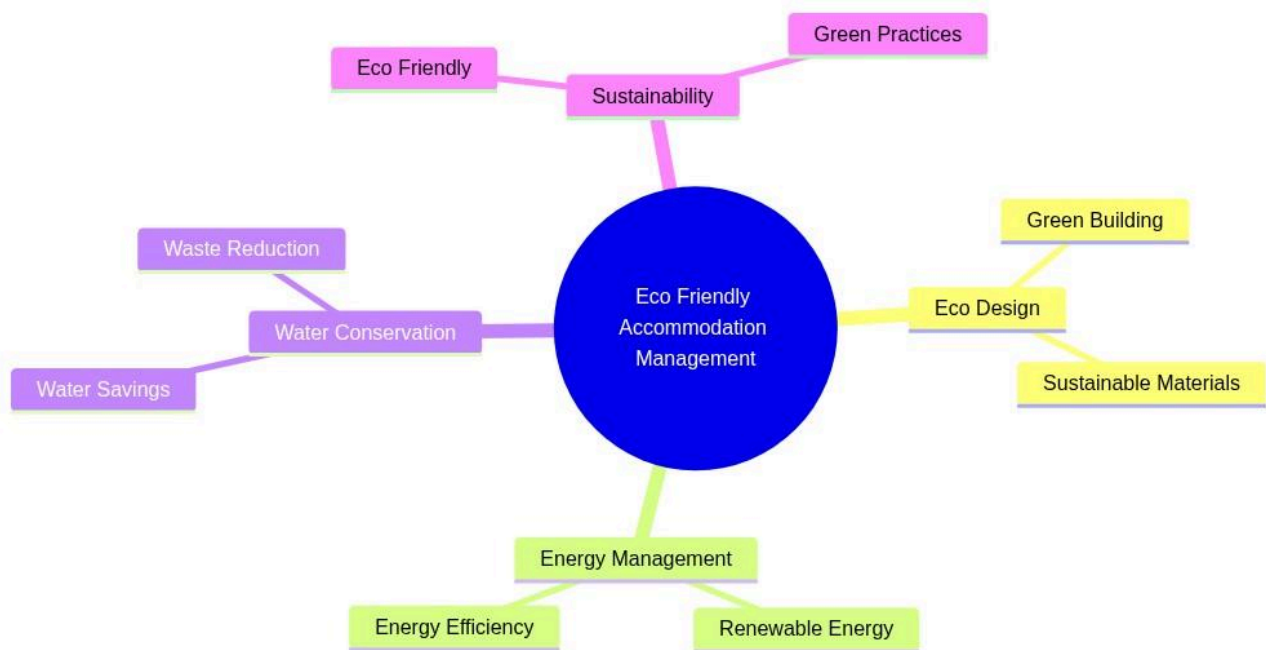 Green Practices
Eco Friendly
Sustainability
Green Building
Waste Reduction
Eco Friendly
Accommodation
Management
Eco Design
Water Conservation
Sustainable Materials
Water Savings
Energy Management
Energy Efficiency
Renewable Energy